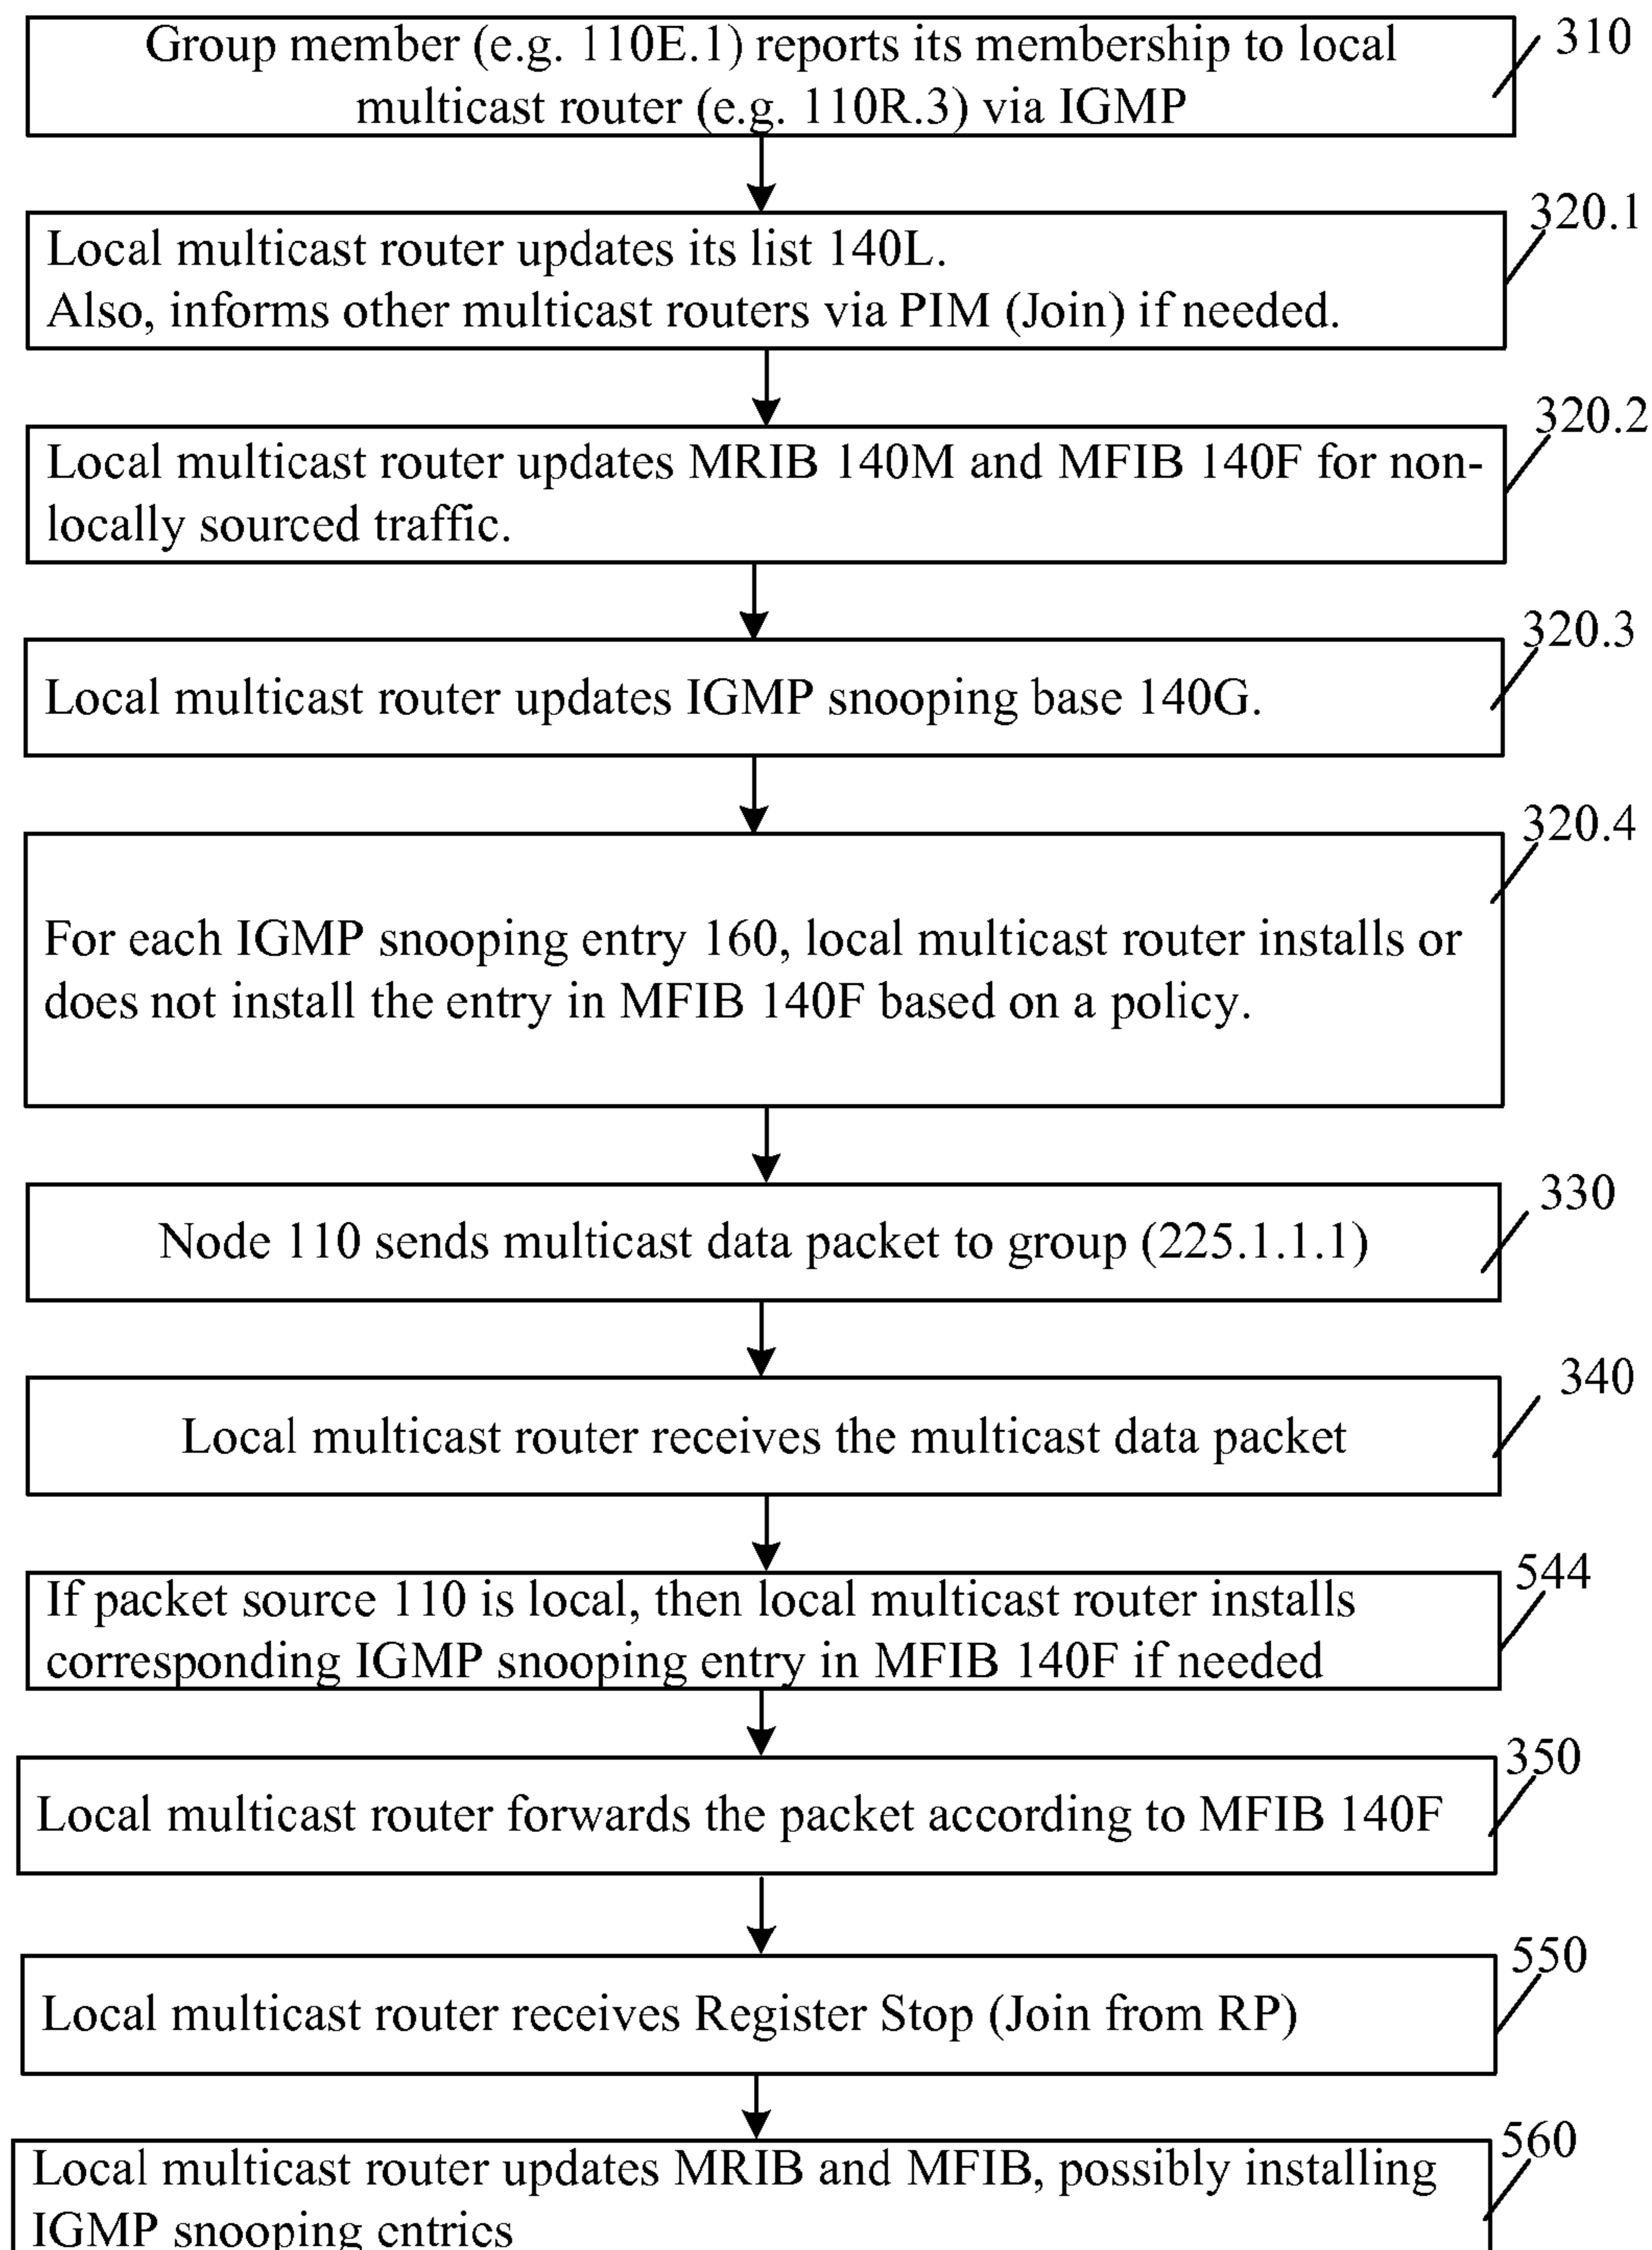 Group member (e.g. 110E.1) reports its membership to local
multicast router (e.g. 110R.3) via IGMP
310
Local multicast router updates its list 140L.
Also, informs other multicast routers via PIM (Join) if needed.
320.1
Local multicast router updates MRIB 140M and MFIB 140F for non-
locally sourced traffic.
320.2
Local multicast router updates IGMP snooping base 140G.
320.3
For each IGMP snooping entry 160, local multicast router installs or
does not install the entry in MFIB 140F based on a policy.
320.4
Node 110 sends multicast data packet to group (225.1.1.1)
330
Local multicast router receives the multicast data packet
340
If packet source 110 is local, then local multicast router installs
corresponding IGMP snooping entry in MFIB 140F if needed
544
Local multicast router forwards the packet according to MFIB 140F
350
Local multicast router receives Register Stop (Join from RP)
550
Local multicast router updates MRIB and MFIB, possibly installing
IGMP snooping entries
560